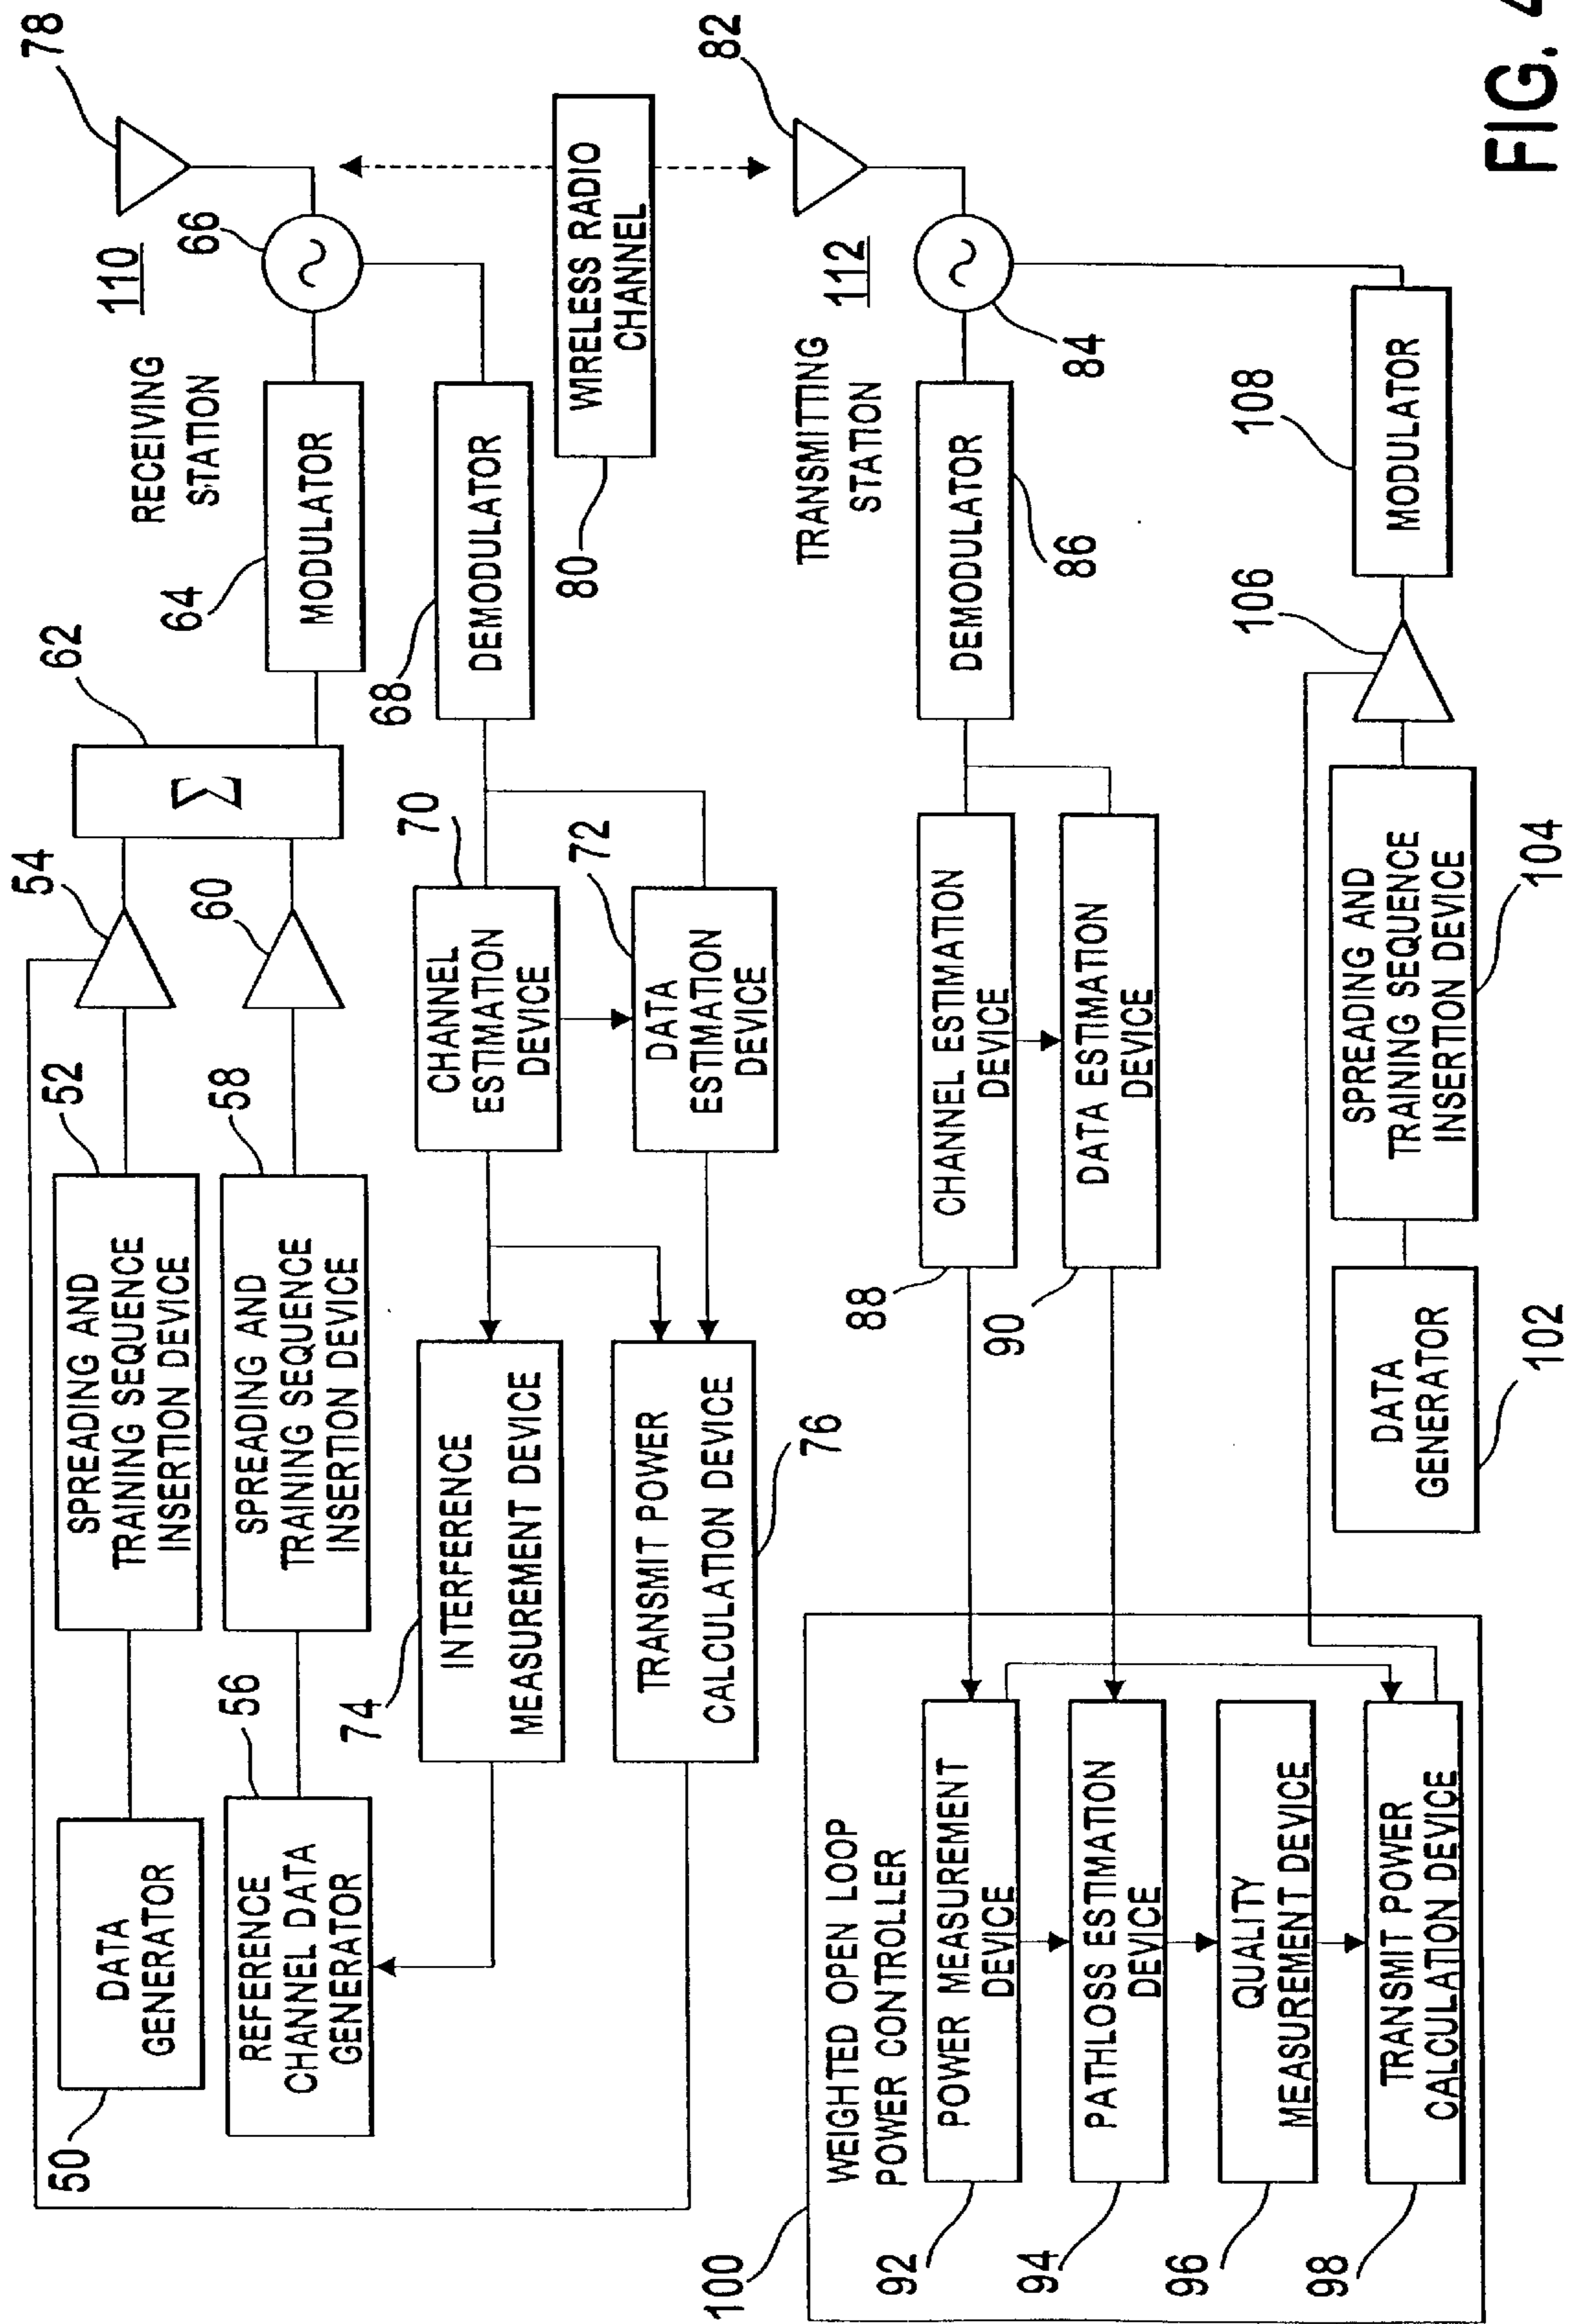 78
110
66
RECEIVING
STATION
62
64
MODULATOR
Σ
54
60
52
58
SPREADING AND
TRAINING SEQUENCE
INSERTION DEVICE
SPREADING AND
TRAINING SEQUENCE
INSERTION DEVICE
56
DATA
GENERATOR
50
REFERENCE
CHANNEL DATA
GENERATOR
68
DEMODULATOR
70
CHANNEL
ESTIMATION
DEVICE
72
DATA
ESTIMATION
DEVICE
INTERFERENCE
MEASUREMENT DEVICE
74
TRANSMIT POWER
CALCULATION DEVICE
76
WIRELESS RADIO
CHANNEL
80
82
112
TRANSMITTING
STATION
84
DEMODULATOR
86
CHANNEL ESTIMATION
DEVICE
88
DATA ESTIMATION
DEVICE
90
WEIGHTED OPEN LOOP
POWER CONTROLLER
100
POWER MEASUREMENT
DEVICE
92
PATHLOSS ESTIMATION
DEVICE
94
QUALITY
MEASUREMENT DEVICE
96
TRANSMIT POWER
CALCULATION DEVICE
98
108
MODULATOR
106
SPREADING AND
TRAINING SEQUENCE
INSERTION DEVICE
104
DATA
GENERATOR
102
FIG. 4